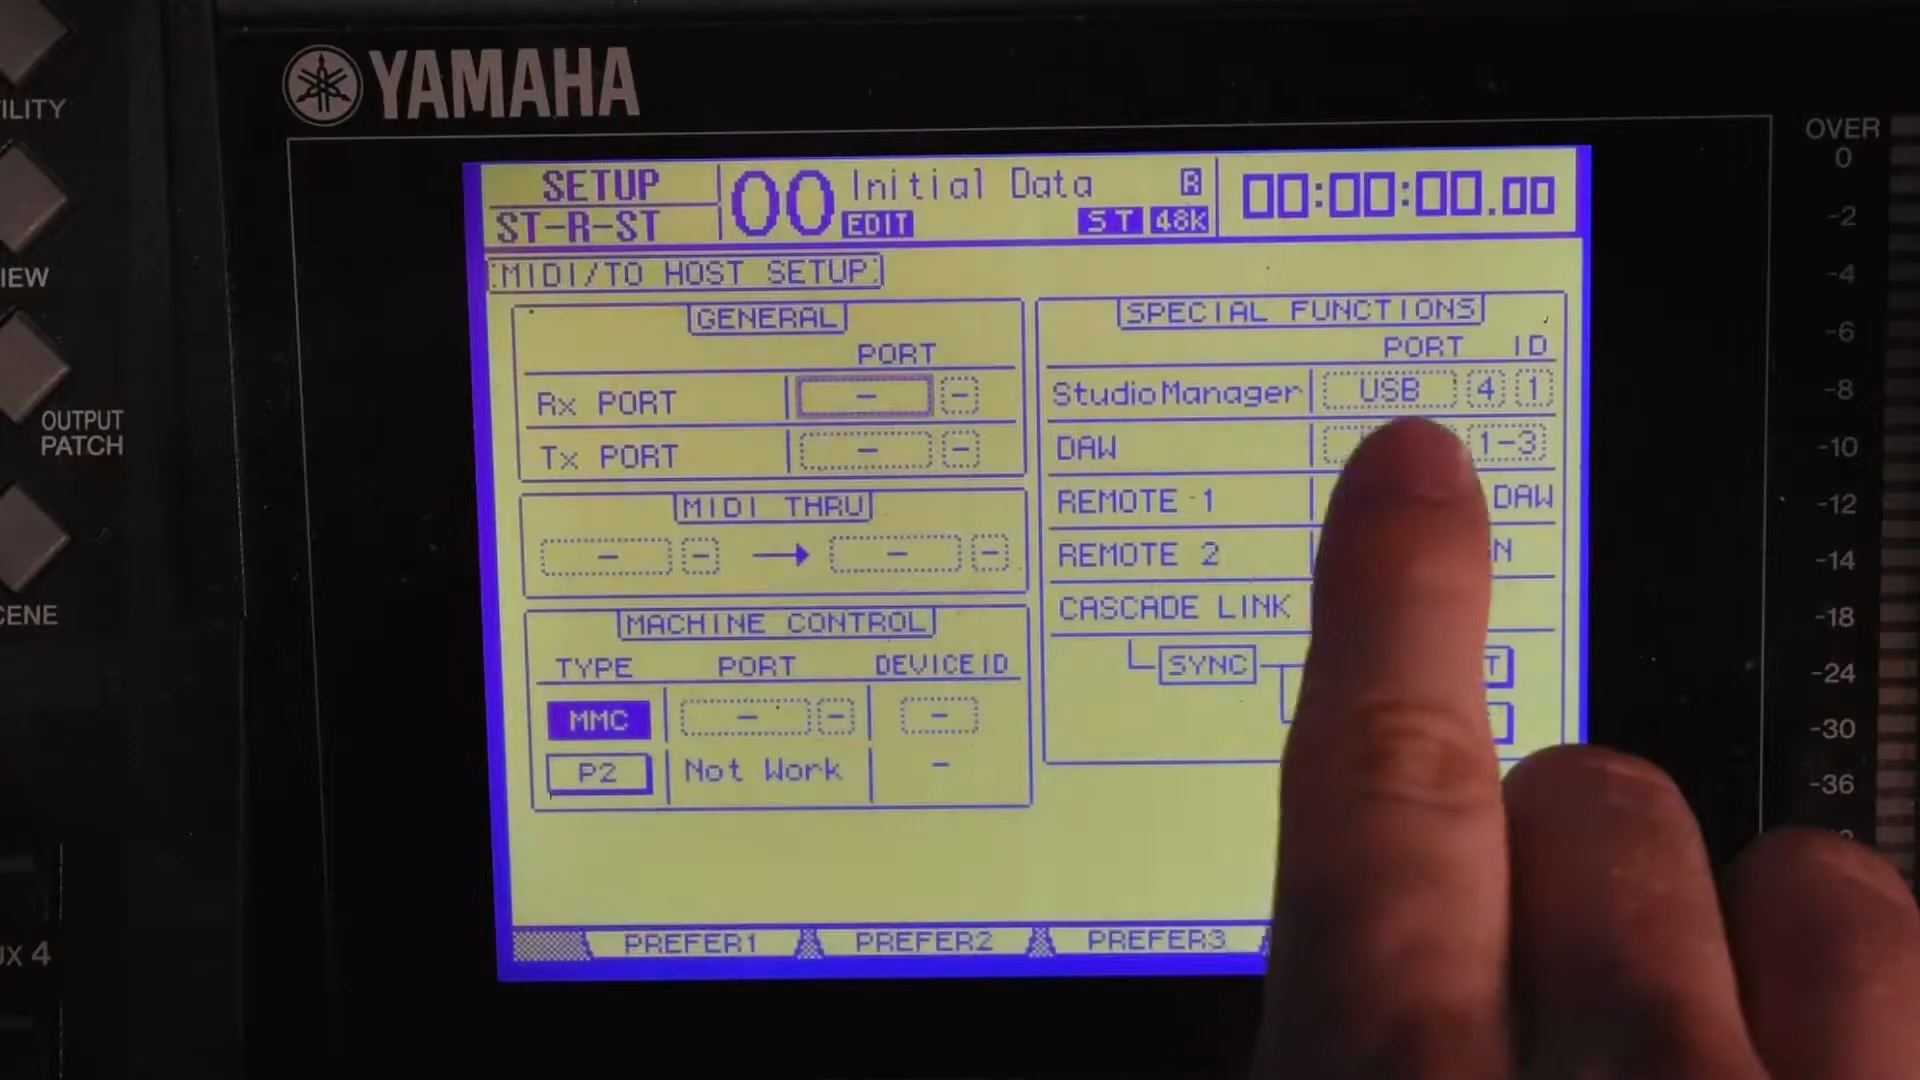 YAMAHA
ILITY
IEW
OUTPUT
PATCH
CENE
UX 4
SETUP
ST-R-ST
00 Initial Data R
EDIT ST 48K
00:00:00.00
MIDI/TO HOST SETUP
GENERAL
PORT
Rx PORT - -
Tx PORT - -
MIDI THRU
- - → - -
MACHINE CONTROL
TYPE PORT DEVICE ID
MMC - - -
P2 Not Work -
SPECIAL FUNCTIONS
PORT ID
StudioManager USB 4 1
DAW 1-3
REMOTE 1 DAW
REMOTE 2
CASCADE LINK
SYNC
PREFER1 PREFER2 PREFER3
OVER
0
-2
-4
-6
-8
-10
-12
-14
-18
-24
-30
-36